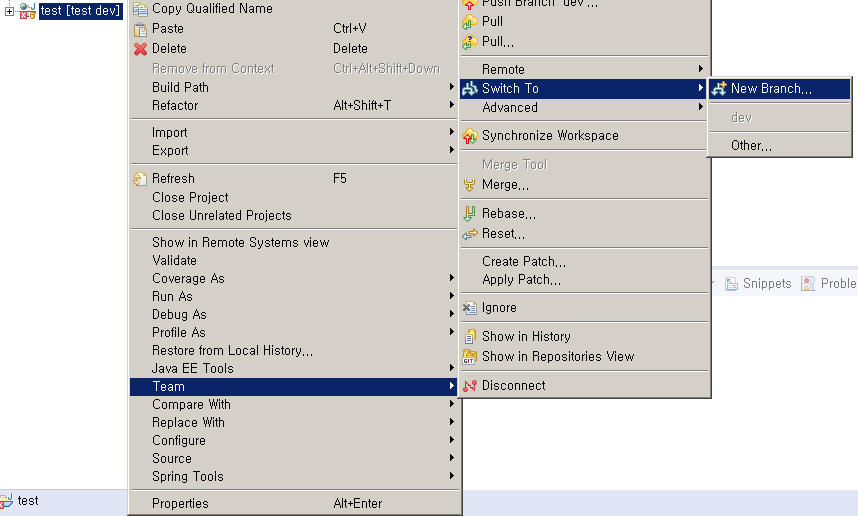 test [test dev]
Copy Qualified Name
Paste Ctrl+V
Delete Delete
Remove from Context Ctrl+Alt+Shift+Down
Build Path
Refactor Alt+Shift+T
Import
Export
Refresh F5
Close Project
Close Unrelated Projects
Show in Remote Systems view
Validate
Coverage As
Run As
Debug As
Profile As
Restore from Local History...
Java EE Tools
Team
Compare With
Replace With
Configure
Source
Spring Tools
Properties Alt+Enter
Push Branch 'dev'...
Pull
Pull...
Remote
Switch To
Advanced
Synchronize Workspace
Merge Tool
Merge...
Rebase...
Reset...
Create Patch...
Apply Patch...
Ignore
Show in History
GIT Show in Repositories View
Disconnect
New Branch...
dev
Other...
Snippets
Proble
test